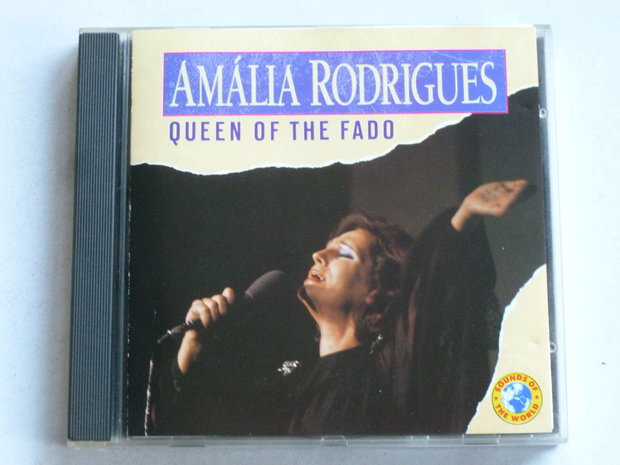 AMÁLIA RODRIGUES
QUEEN OF THE FADO
SOUNDS OF
THE WORLD